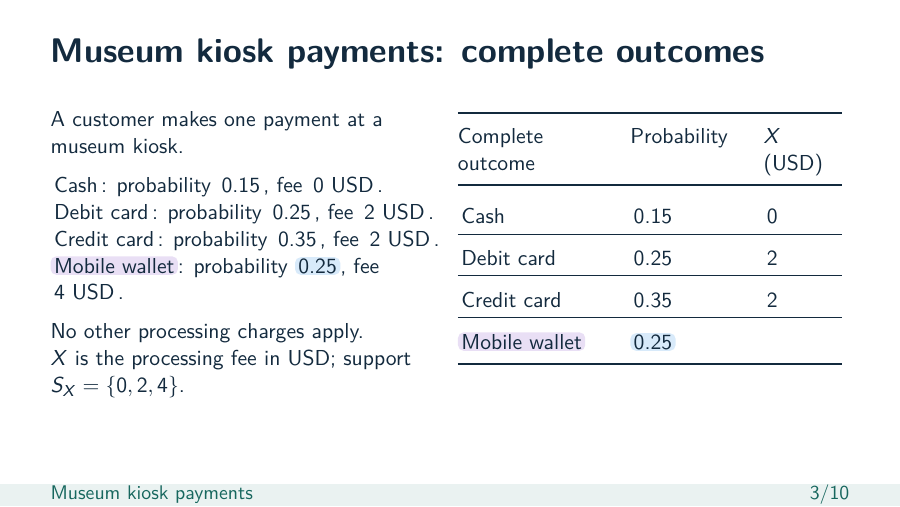 Museum kiosk payments: complete outcomes
A customer makes one payment at a
museum kiosk.
Cash: probability 0.15, fee 0 USD.
Debit card: probability 0.25, fee 2 USD.
Credit card: probability 0.35, fee 2 USD.
Mobile wallet: probability 0.25, fee
4 USD.
No other processing charges apply.
X is the processing fee in USD; support
S_X = {0, 2, 4}.
Complete outcome Probability X (USD)
Cash 0.15 0
Debit card 0.25 2
Credit card 0.35 2
Mobile wallet 0.25
Museum kiosk payments 3/10